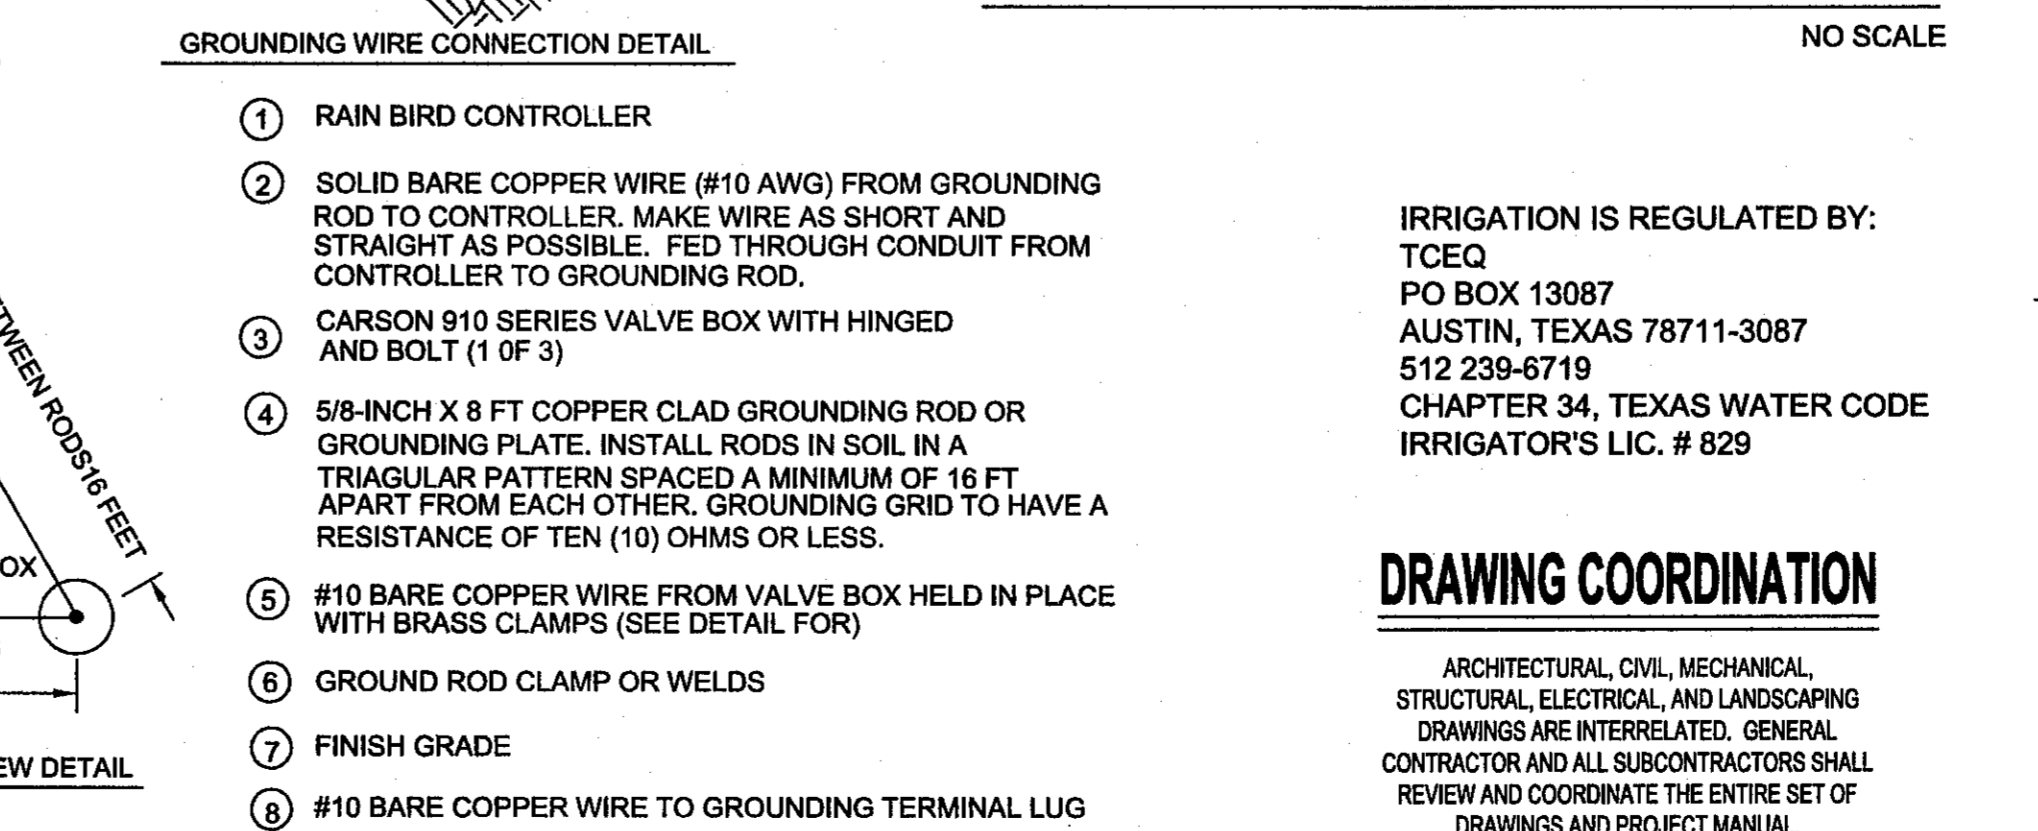 GROUNDING WIRE CONNECTION DETAIL
NO SCALE
1 RAIN BIRD CONTROLLER
2 SOLID BARE COPPER WIRE (#10 AWG) FROM GROUNDING
ROD TO CONTROLLER. MAKE WIRE AS SHORT AND
STRAIGHT AS POSSIBLE. FED THROUGH CONDUIT FROM
CONTROLLER TO GROUNDING ROD.
3 CARSON 910 SERIES VALVE BOX WITH HINGED
AND BOLT (1 0F 3)
4 5/8-INCH X 8 FT COPPER CLAD GROUNDING ROD OR
GROUNDING PLATE. INSTALL RODS IN SOIL IN A
TRIAGULAR PATTERN SPACED A MINIMUM OF 16 FT
APART FROM EACH OTHER. GROUNDING GRID TO HAVE A
RESISTANCE OF TEN (10) OHMS OR LESS.
5 #10 BARE COPPER WIRE FROM VALVE BOX HELD IN PLACE
WITH BRASS CLAMPS (SEE DETAIL FOR)
6 GROUND ROD CLAMP OR WELDS
7 FINISH GRADE
8 #10 BARE COPPER WIRE TO GROUNDING TERMINAL LUG
TWEEN RODS16 FEET
OX
EW DETAIL
IRRIGATION IS REGULATED BY:
TCEQ
PO BOX 13087
AUSTIN, TEXAS 78711-3087
512 239-6719
CHAPTER 34, TEXAS WATER CODE
IRRIGATOR'S LIC. # 829
DRAWING COORDINATION
ARCHITECTURAL, CIVIL, MECHANICAL,
STRUCTURAL, ELECTRICAL, AND LANDSCAPING
DRAWINGS ARE INTERRELATED. GENERAL
CONTRACTOR AND ALL SUBCONTRACTORS SHALL
REVIEW AND COORDINATE THE ENTIRE SET OF
DRAWINGS AND PROJECT MANUAL